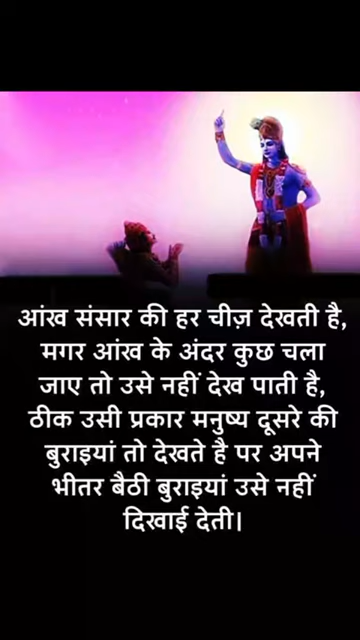 आंख संसार की हर चीज़ देखती है,
मगर आंख के अंदर कुछ चला
जाए तो उसे नहीं देख पाती है,
ठीक उसी प्रकार मनुष्य दूसरे की
बुराइयां तो देखते है पर अपने
भीतर बैठी बुराइयां उसे नहीं
दिखाई देती।